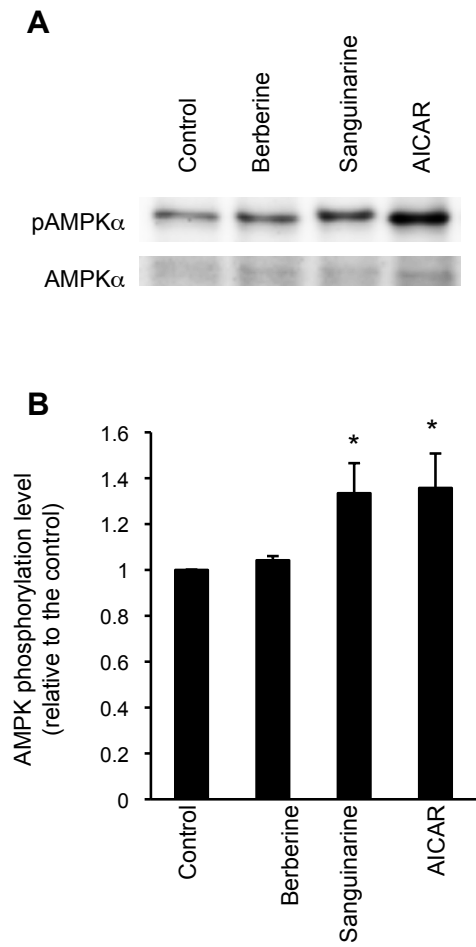 A
Control
Berberine
Sanguinarine
AICAR
pAMPKα
AMPKα
B
AMPK phosphorylation level
(relative to the control)
1.6
1.4
1.2
1
0.8
0.6
0.4
0.2
0
*
*
Control
Berberine
Sanguinarine
AICAR